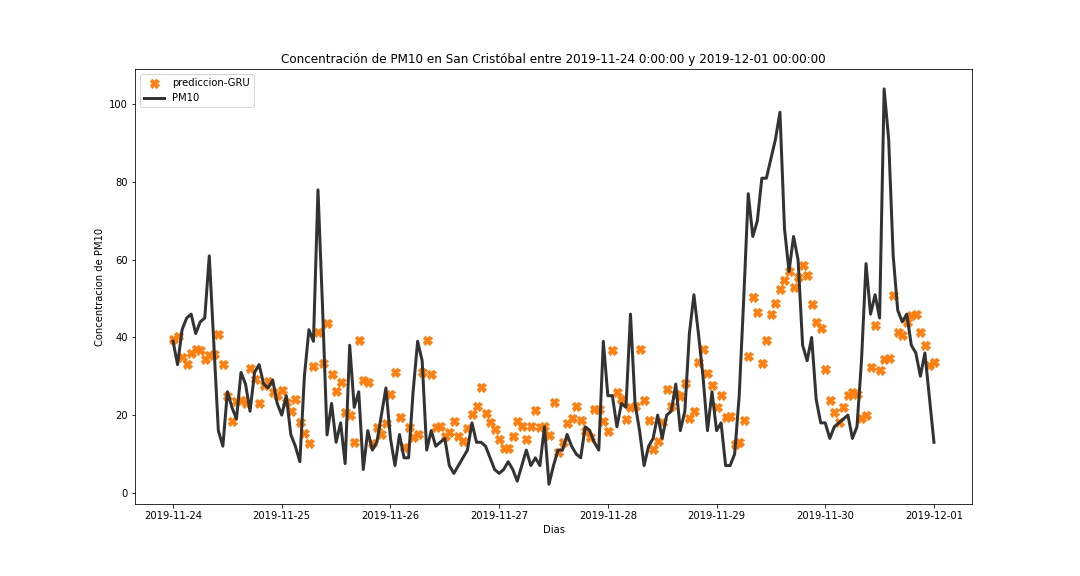 Concentración de PM10 en San Cristóbal entre 2019-11-24 0:00:00 y 2019-12-01 00:00:00
prediccion-GRU
PM10
Concentracion de PM10
100
80
60
40
20
0
2019-11-24 2019-11-25 2019-11-26 2019-11-27 2019-11-28 2019-11-29 2019-11-30 2019-12-01
Dias